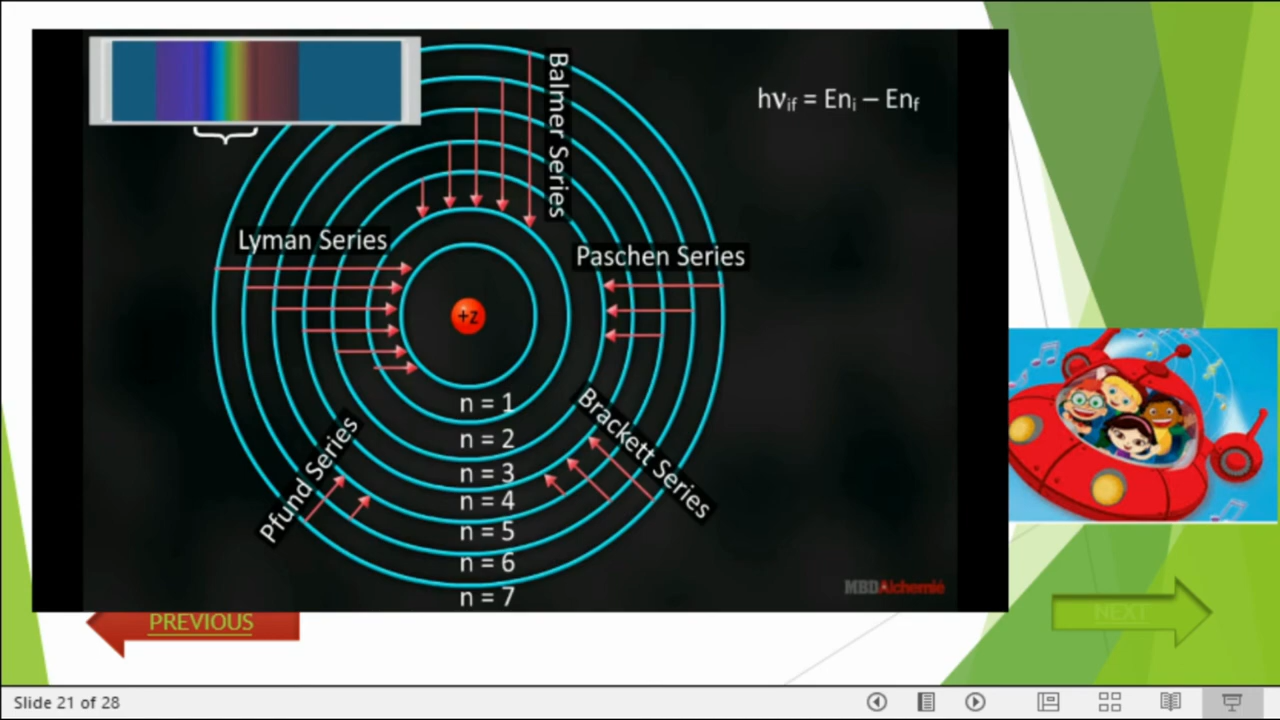 Balmer Series
hνif = Eni – Enf
Lyman Series
Paschen Series
+z
Brackett Series
Pfund Series
n = 1
n = 2
n = 3
n = 4
n = 5
n = 6
n = 7
MBDAlchemié
PREVIOUS
NEXT
Slide 21 of 28